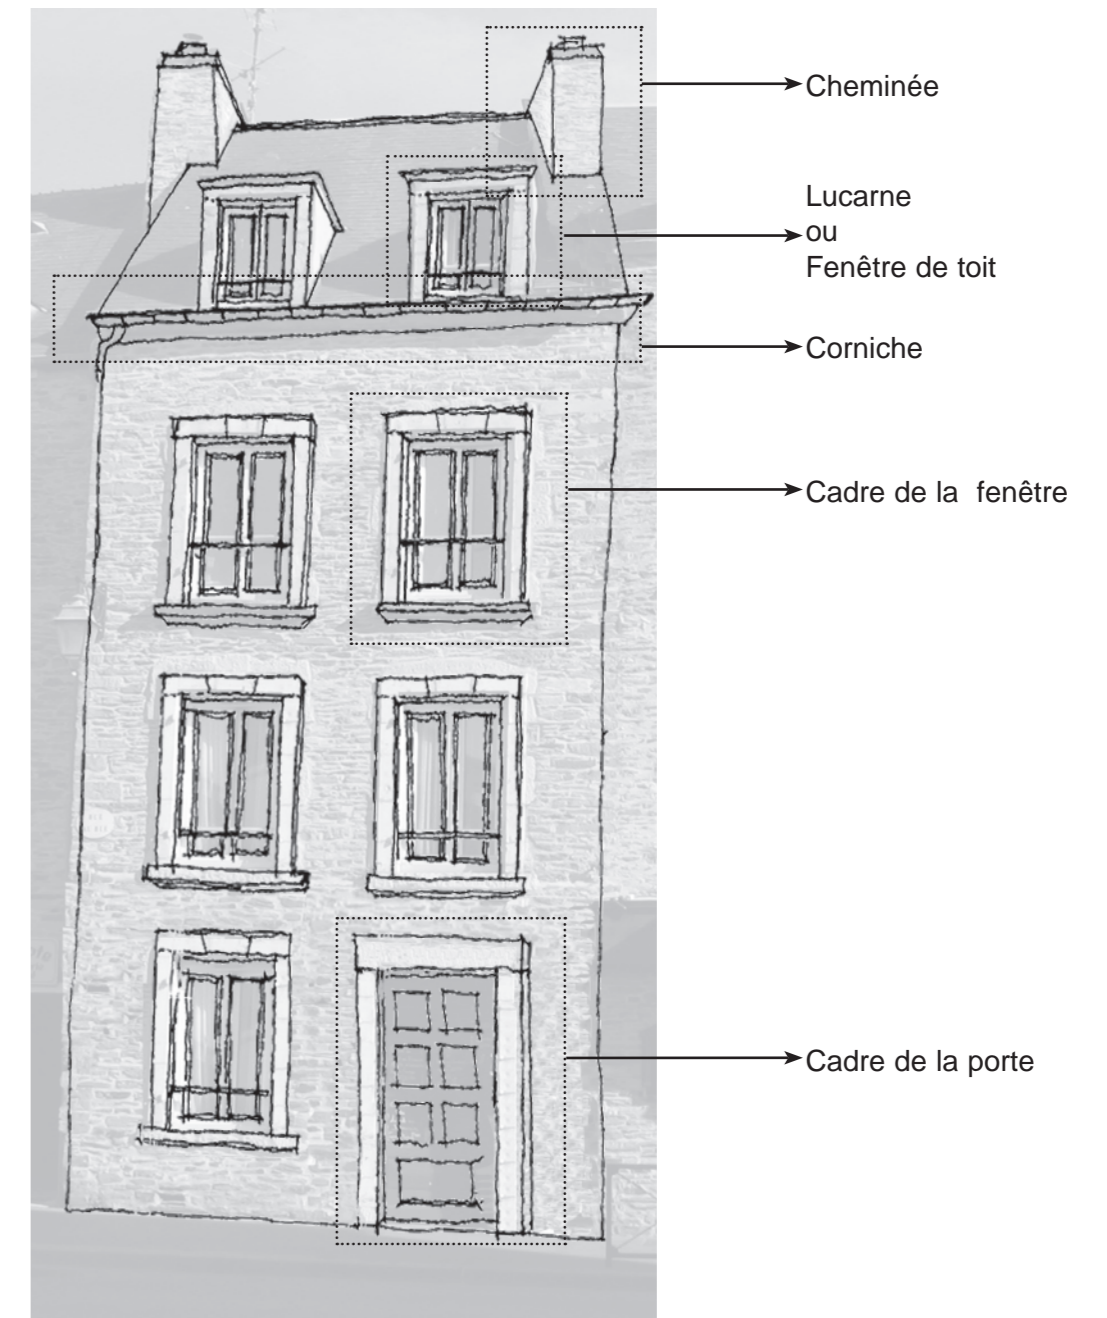 Cheminée
Lucarne
ou
Fenêtre de toit
Corniche
Cadre de la fenêtre
Cadre de la porte